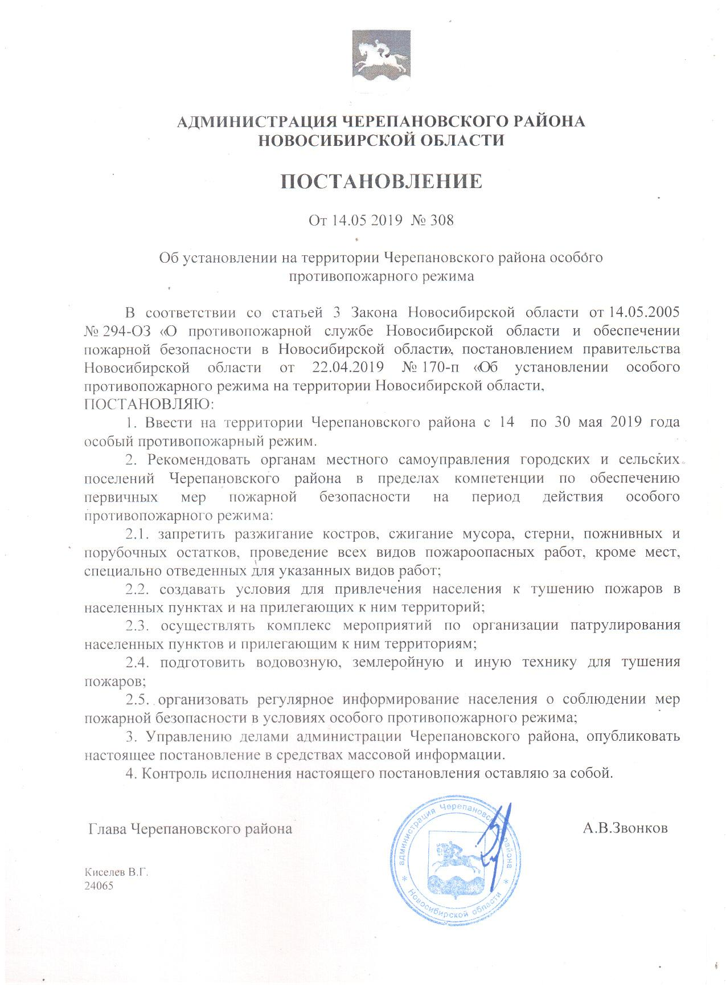 АДМИНИСТРАЦИЯ ЧЕРЕПАНОВСКОГО РАЙОНА
НОВОСИБИРСКОЙ ОБЛАСТИ
ПОСТАНОВЛЕНИЕ
От 14.05 2019 № 308
Об установлении на территории Черепановского района особого
противопожарного режима
В соответствии со статьей 3 Закона Новосибирской области от 14.05.2005
№ 294-ОЗ «О противопожарной службе Новосибирской области и обеспечении
пожарной безопасности в Новосибирской области», постановлением правительства
Новосибирской области от 22.04.2019 № 170-п «Об установлении особого
противопожарного режима на территории Новосибирской области,
ПОСТАНОВЛЯЮ:
1. Ввести на территории Черепановского района с 14 по 30 мая 2019 года
особый противопожарный режим.
2. Рекомендовать органам местного самоуправления городских и сельских
поселений Черепановского района в пределах компетенции по обеспечению
первичных мер пожарной безопасности на период действия особого
противопожарного режима:
2.1. запретить разжигание костров, сжигание мусора, стерни, пожнивных и
порубочных остатков, проведение всех видов пожароопасных работ, кроме мест,
специально отведенных для указанных видов работ;
2.2. создавать условия для привлечения населения к тушению пожаров в
населенных пунктах и на прилегающих к ним территорий;
2.3. осуществлять комплекс мероприятий по организации патрулирования
населенных пунктов и прилегающим к ним территориям;
2.4. подготовить водовозную, землеройную и иную технику для тушения
пожаров;
2.5. организовать регулярное информирование населения о соблюдении мер
пожарной безопасности в условиях особого противопожарного режима;
3. Управлению делами администрации Черепановского района, опубликовать
настоящее постановление в средствах массовой информации.
4. Контроль исполнения настоящего постановления оставляю за собой.
Глава Черепановского района А.В.Звонков
администрация Черепановского района
* Новосибирской области *
Киселев В.Г.
24065